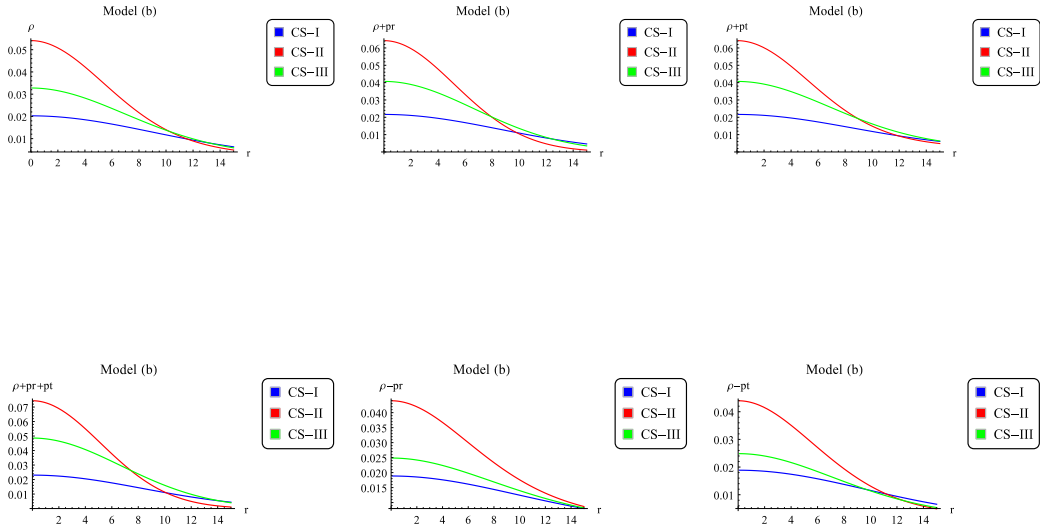 Model (b)
ρ
CS−I
CS−II
CS−III
0.05
0.04
0.03
0.02
0.01
0 2 4 6 8 10 12 14 r
Model (b)
ρ+pr
CS−I
CS−II
CS−III
0.06
0.05
0.04
0.03
0.02
0.01
2 4 6 8 10 12 14 r
Model (b)
ρ+pt
CS−I
CS−II
CS−III
0.06
0.05
0.04
0.03
0.02
0.01
2 4 6 8 10 12 14 r
Model (b)
ρ+pr+pt
CS−I
CS−II
CS−III
0.07
0.06
0.05
0.04
0.03
0.02
0.01
2 4 6 8 10 12 14 r
Model (b)
ρ−pr
CS−I
CS−II
CS−III
0.040
0.035
0.030
0.025
0.020
0.015
2 4 6 8 10 12 14 r
Model (b)
ρ−pt
CS−I
CS−II
CS−III
0.04
0.03
0.02
0.01
2 4 6 8 10 12 14 r